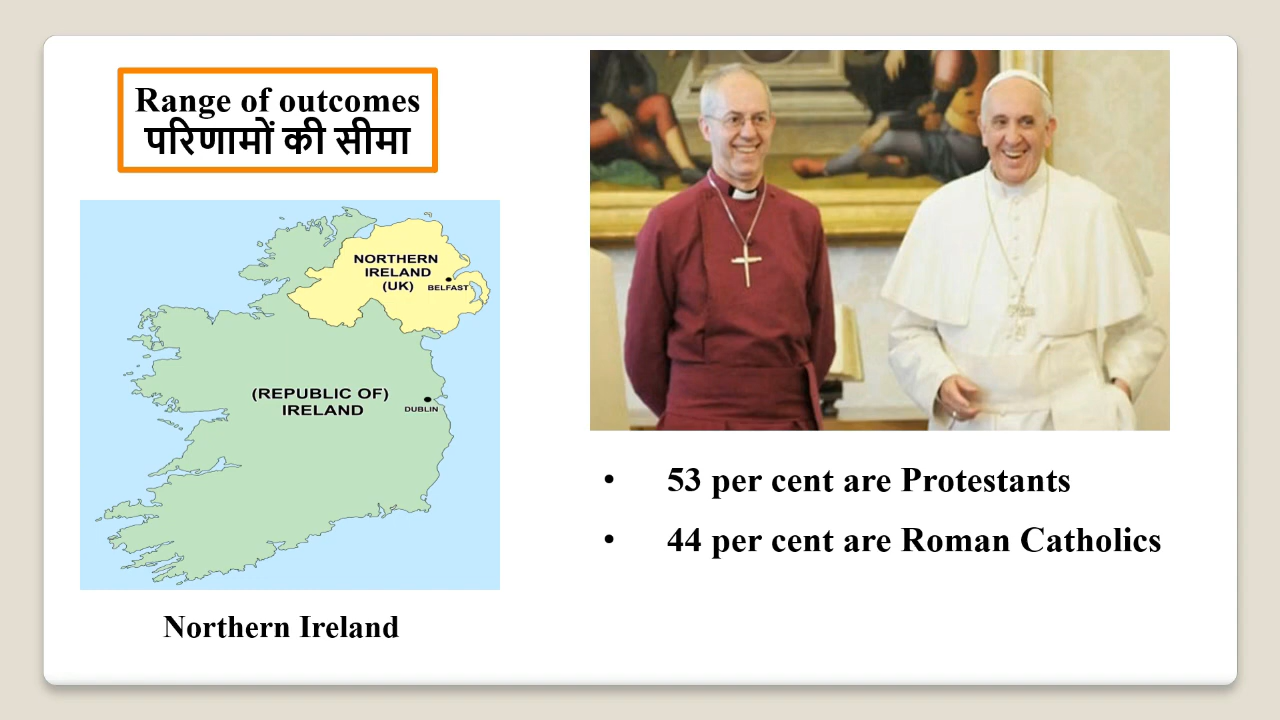 Range of outcomes
परिणामों की सीमा
NORTHERN
IRELAND
(UK)
BELFAST
(REPUBLIC OF)
IRELAND
DUBLIN
Northern Ireland
• 53 per cent are Protestants
• 44 per cent are Roman Catholics